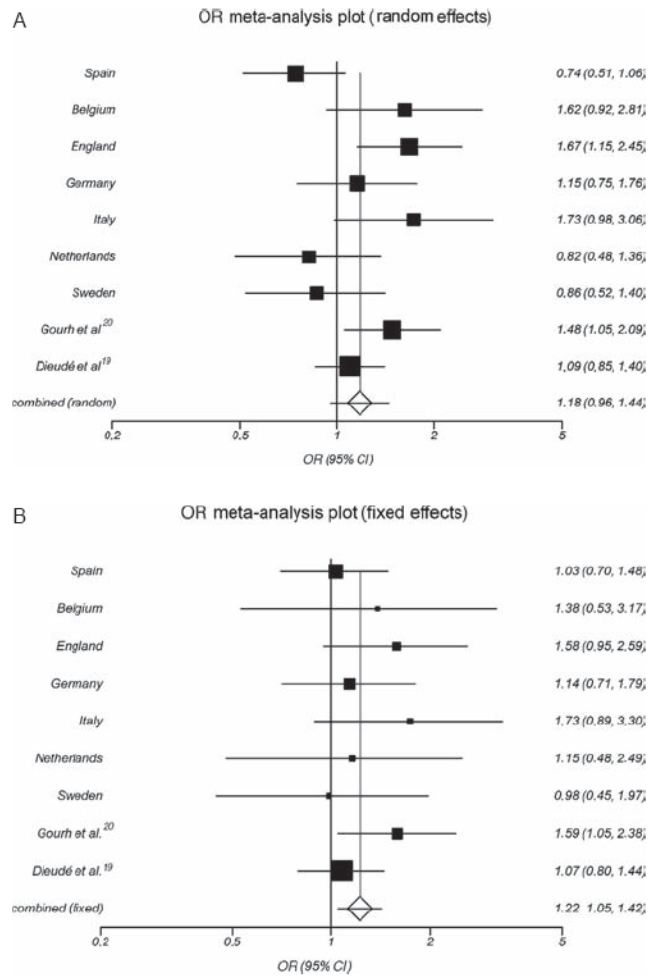 A
OR meta-analysis plot (random effects)
Spain 0.74 (0.51, 1.06)
Belgium 1.62 (0.92, 2.81)
England 1.67 (1.15, 2.45)
Germany 1.15 (0.75, 1.76)
Italy 1.73 (0.98, 3.06)
Netherlands 0.82 (0.48, 1.36)
Sweden 0.86 (0.52, 1.40)
Gourh et al 20 1.48 (1.05, 2.09)
Dieudé et al 19 1.09 (0.85, 1.40)
combined (random) 1.18 (0.96, 1.44)
0.2 0.5 1 2 5
OR (95% CI)
B
OR meta-analysis plot (fixed effects)
Spain 1.03 (0.70, 1.48)
Belgium 1.38 (0.53, 3.17)
England 1.58 (0.95, 2.59)
Germany 1.14 (0.71, 1.79)
Italy 1.73 (0.89, 3.30)
Netherlands 1.15 (0.48, 2.49)
Sweden 0.98 (0.45, 1.97)
Gourh et al. 20 1.59 (1.05, 2.38)
Dieudé et al. 19 1.07 (0.80, 1.44)
combined (fixed) 1.22 1.05, 1.42)
0.2 0.5 1 2 5
OR (95% CI)